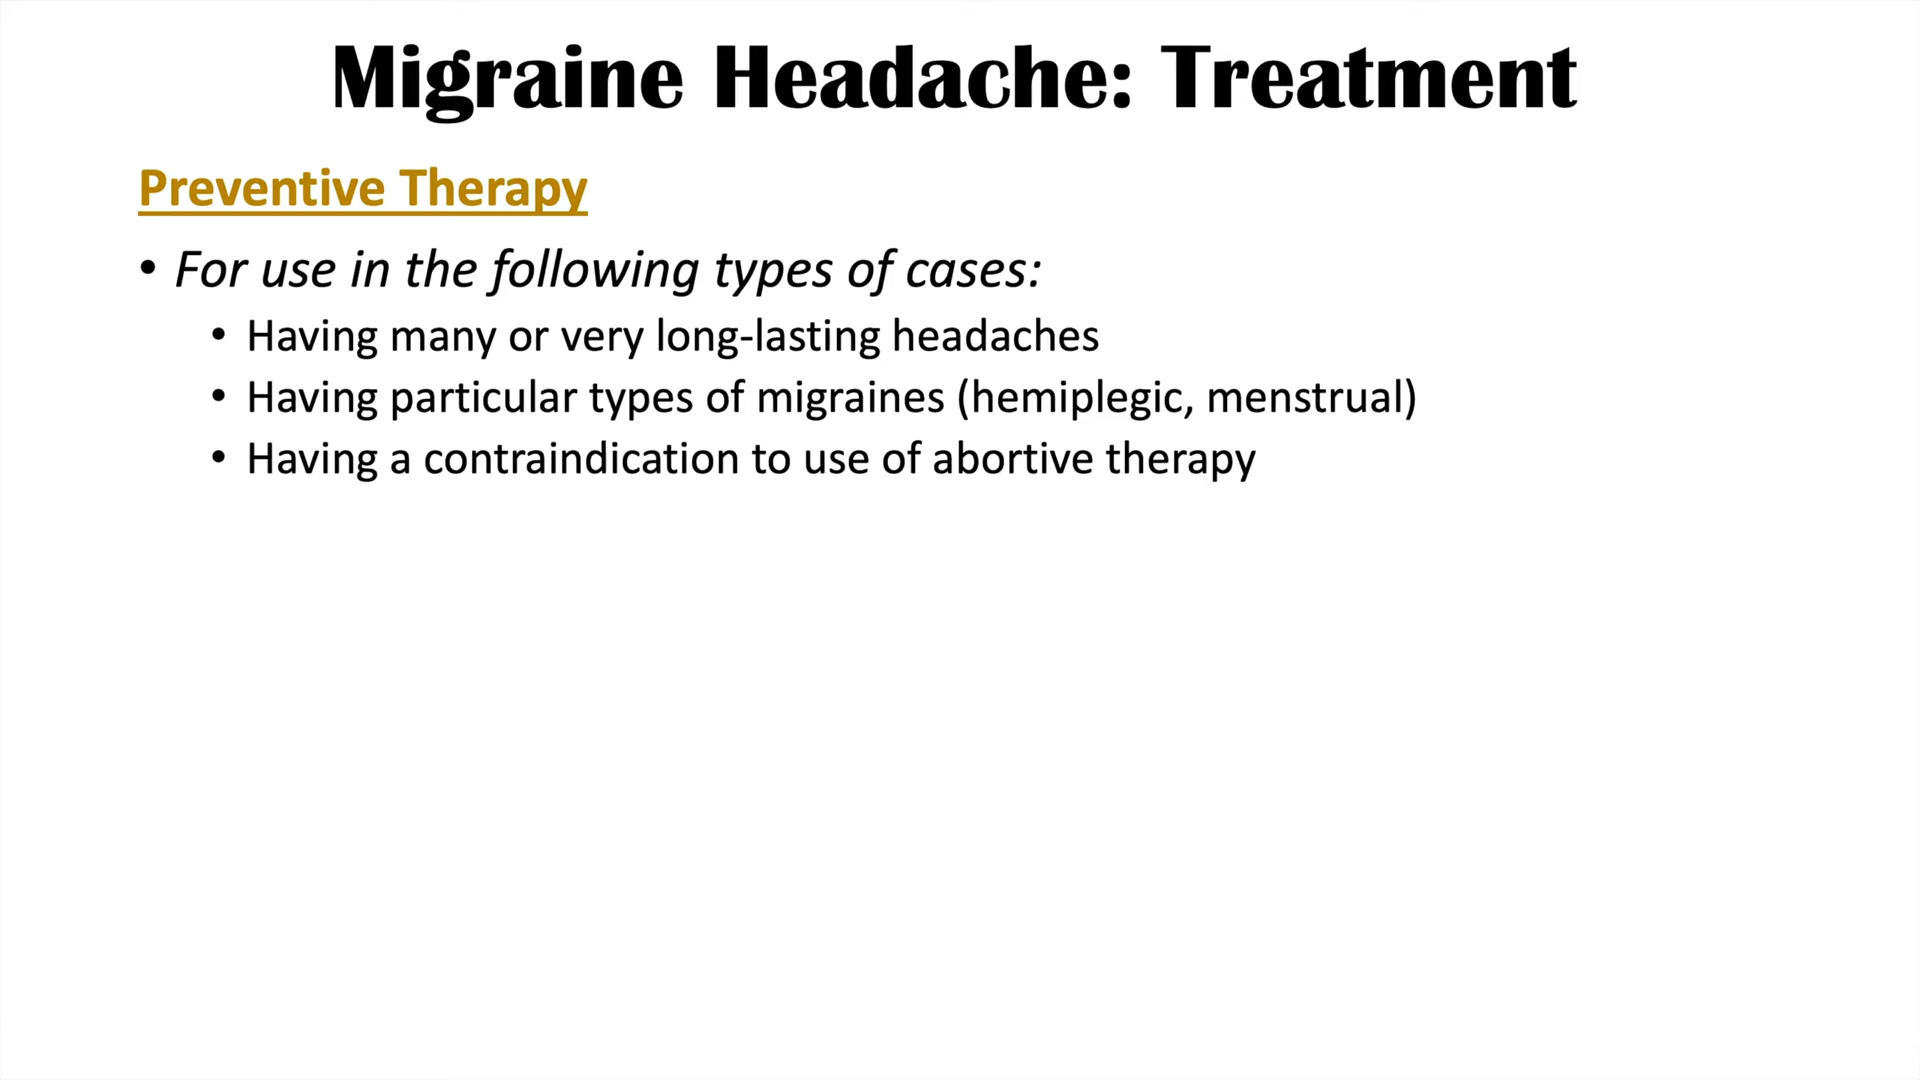 Migraine Headache: Treatment
Preventive Therapy
• For use in the following types of cases:
• Having many or very long-lasting headaches
• Having particular types of migraines (hemiplegic, menstrual)
• Having a contraindication to use of abortive therapy